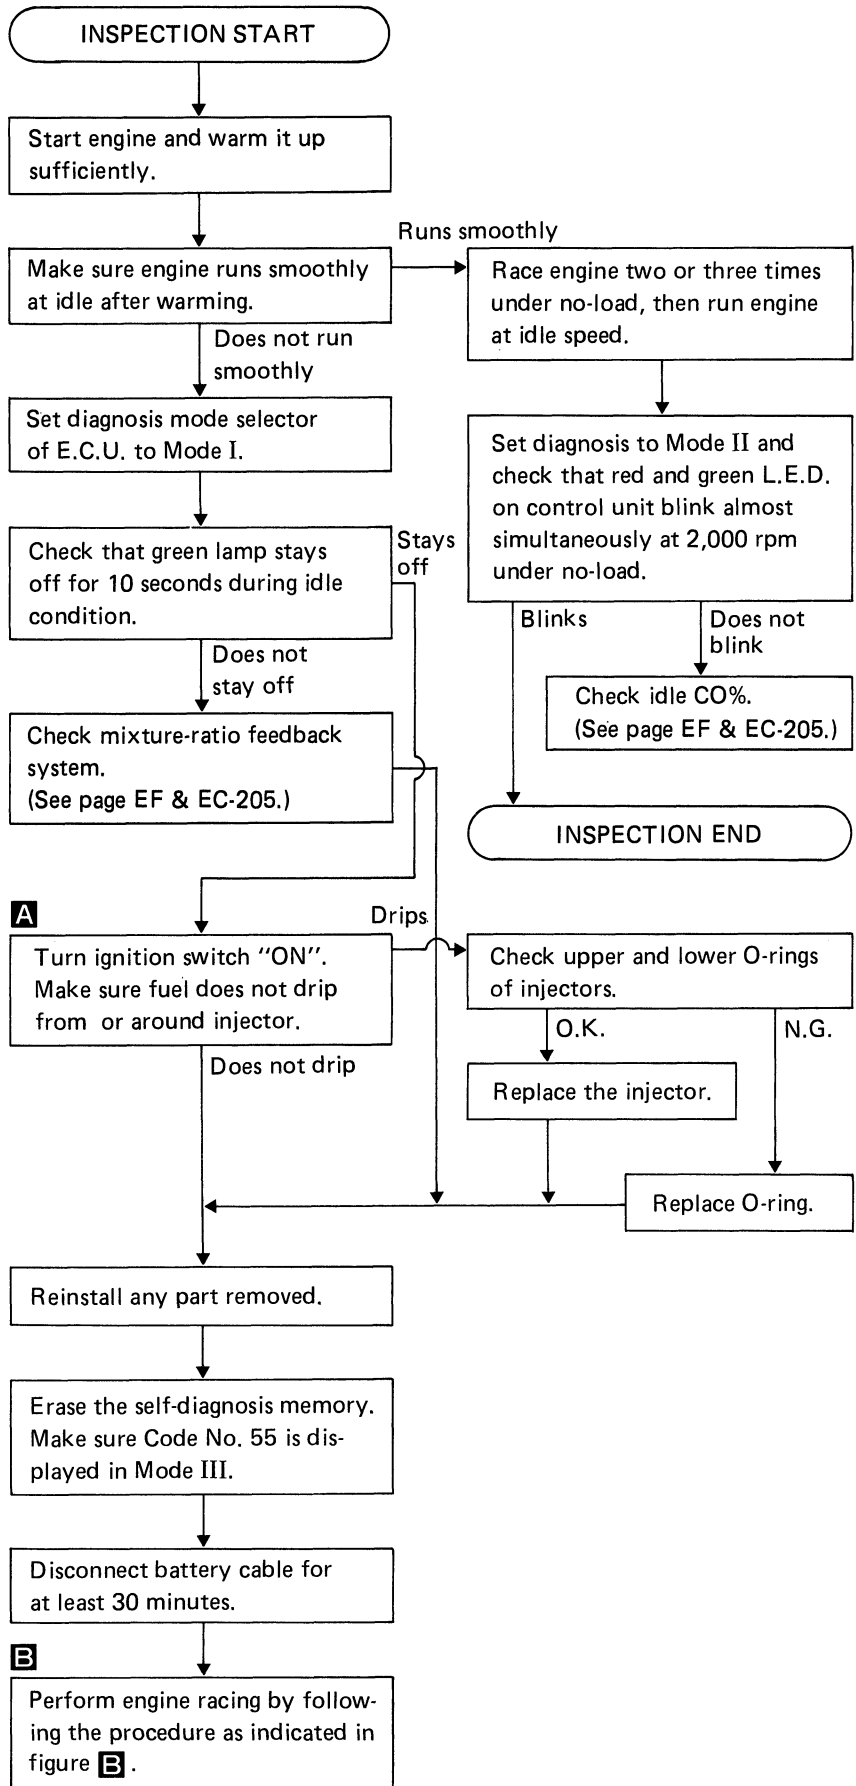 INSPECTION START
Start engine and warm it up
sufficiently.
Make sure engine runs smoothly
at idle after warming.
Runs smoothly
Race engine two or three times
under no-load, then run engine
at idle speed.
Does not run
smoothly
Set diagnosis mode selector
of E.C.U. to Mode I.
Set diagnosis to Mode II and
check that red and green L.E.D.
on control unit blink almost
simultaneously at 2,000 rpm
under no-load.
Check that green lamp stays
off for 10 seconds during idle
condition.
Stays
off
Blinks
Does not
blink
Does not
stay off
Check idle CO%.
(See page EF & EC-205.)
Check mixture-ratio feedback
system.
(See page EF & EC-205.)
INSPECTION END
A
Turn ignition switch “ON”.
Make sure fuel does not drip
from or around injector.
Drips
Check upper and lower O-rings
of injectors.
O.K.
N.G.
Does not drip
Replace the injector.
Replace O-ring.
Reinstall any part removed.
Erase the self-diagnosis memory.
Make sure Code No. 55 is dis-
played in Mode III.
Disconnect battery cable for
at least 30 minutes.
B
Perform engine racing by follow-
ing the procedure as indicated in
figure B .